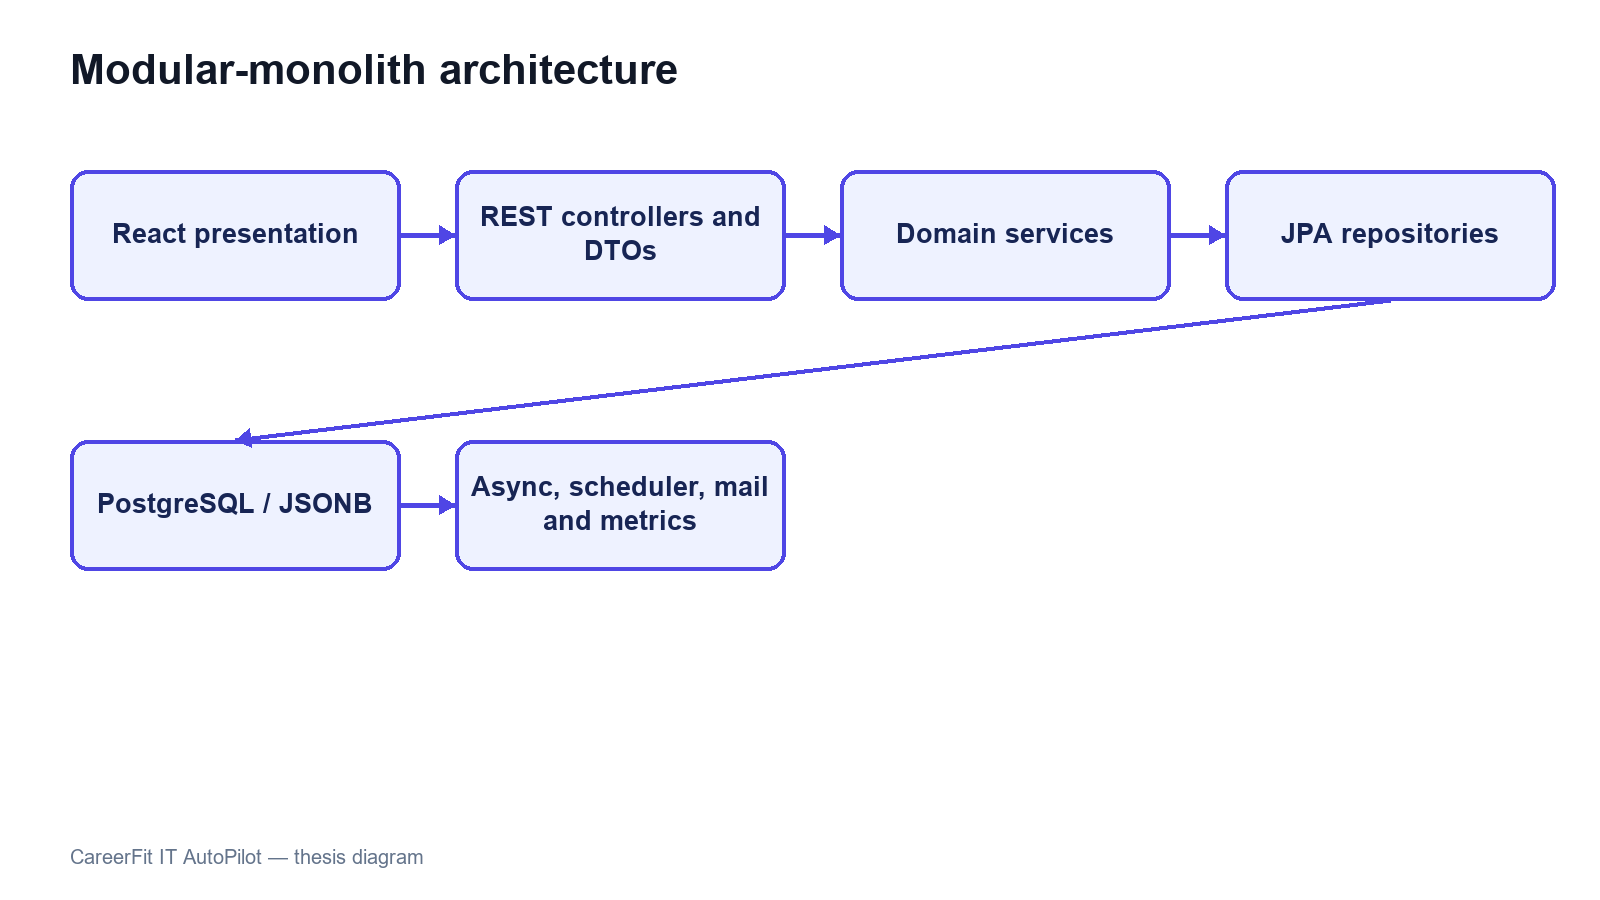 Modular-monolith architecture
React presentation
REST controllers and
DTOs
Domain services
JPA repositories
PostgreSQL / JSONB
Async, scheduler, mail
and metrics
CareerFit IT AutoPilot — thesis diagram